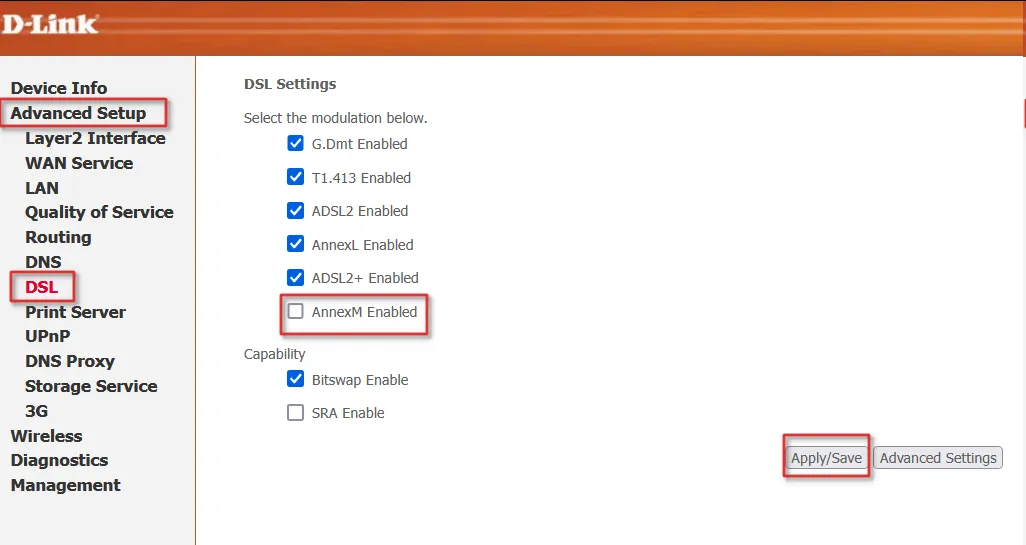 D-Link
Device Info
Advanced Setup
Layer2 Interface
WAN Service
LAN
Quality of Service
Routing
DNS
DSL
Print Server
UPnP
DNS Proxy
Storage Service
3G
Wireless
Diagnostics
Management
DSL Settings
Select the modulation below.
G.Dmt Enabled
T1.413 Enabled
ADSL2 Enabled
AnnexL Enabled
ADSL2+ Enabled
AnnexM Enabled
Capability
Bitswap Enable
SRA Enable
Apply/Save Advanced Settings